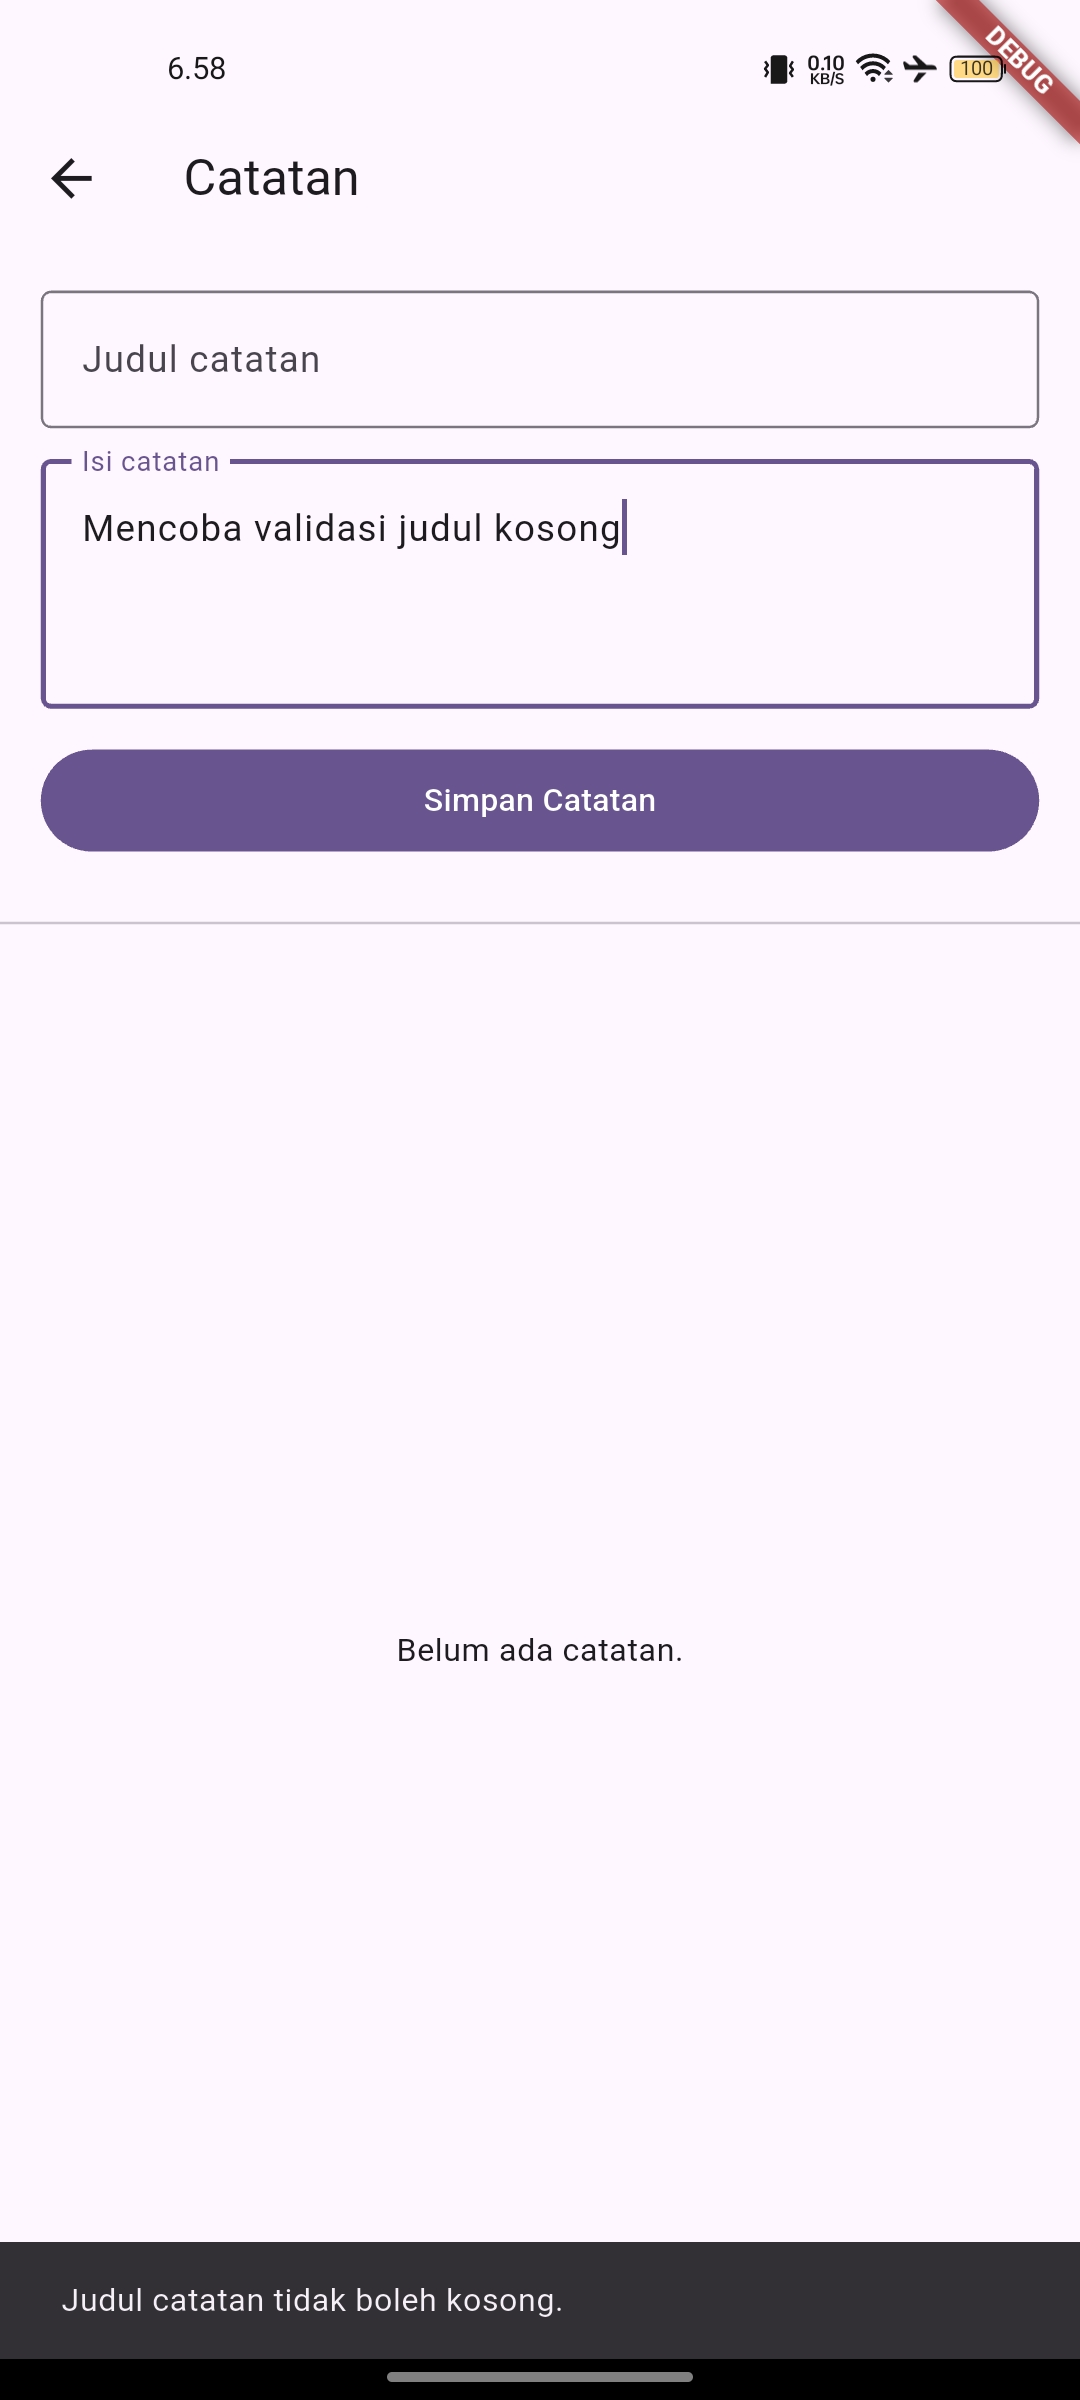 6.58
0.10
KB/S
100
DEBUG
Catatan
Judul catatan
Isi catatan
Mencoba validasi judul kosong
Simpan Catatan
Belum ada catatan.
Judul catatan tidak boleh kosong.